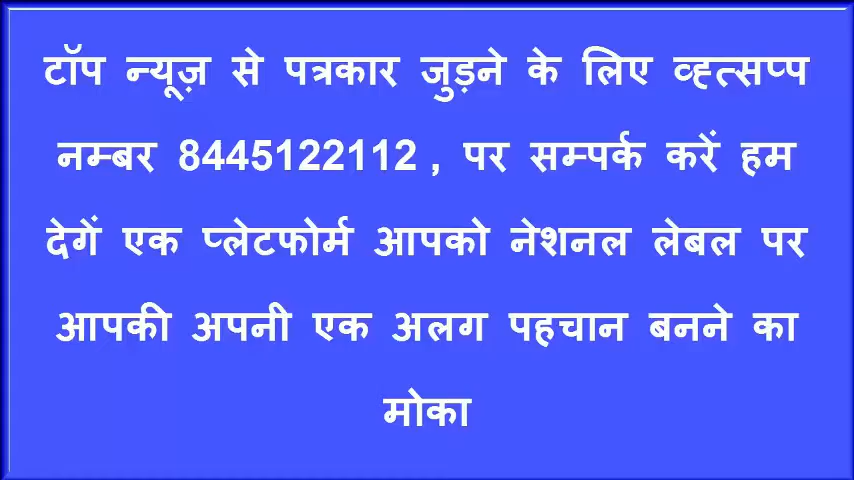 टॉप न्यूज़ से पत्रकार जुड़ने के लिए व्ह्त्सप्प
नम्बर 8445122112 , पर सम्पर्क करें हम
देगें एक प्लेटफोर्म आपको नेशनल लेबल पर
आपकी अपनी एक अलग पहचान बनने का
मोका